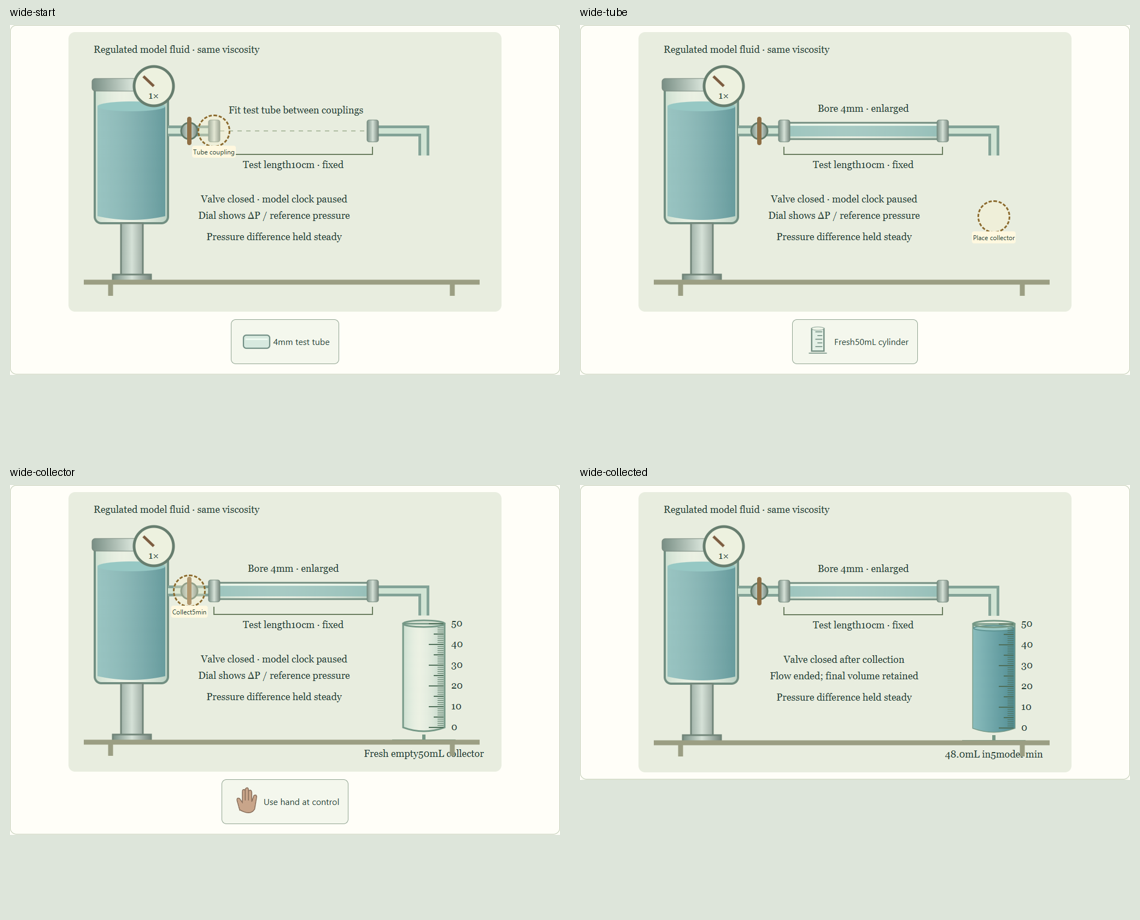 wide-start
Regulated model fluid · same viscosity
1×
Fit test tube between couplings
Tube coupling
Test length10cm · fixed
Valve closed · model clock paused
Dial shows ΔP / reference pressure
Pressure difference held steady
4mm test tube
wide-tube
Regulated model fluid · same viscosity
1×
Bore 4mm · enlarged
Test length10cm · fixed
Valve closed · model clock paused
Dial shows ΔP / reference pressure
Pressure difference held steady
Place collector
Fresh50mL cylinder
wide-collector
Regulated model fluid · same viscosity
1×
Bore 4mm · enlarged
Collect5min
Test length10cm · fixed
Valve closed · model clock paused
Dial shows ΔP / reference pressure
Pressure difference held steady
50
40
30
20
10
0
Fresh empty50mL collector
Use hand at control
wide-collected
Regulated model fluid · same viscosity
1×
Bore 4mm · enlarged
Test length10cm · fixed
Valve closed after collection
Flow ended; final volume retained
Pressure difference held steady
50
40
30
20
10
0
48.0mL in5model min